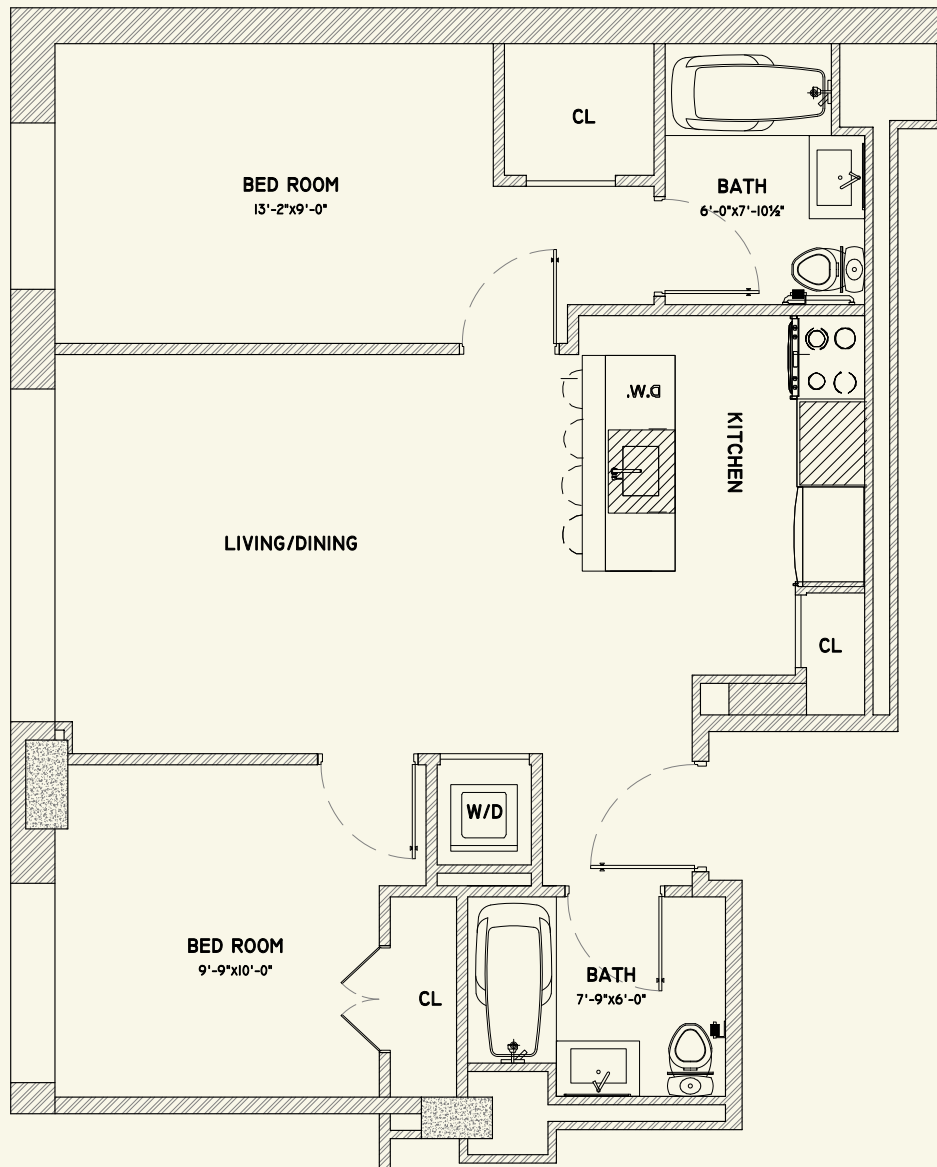 CL
BED ROOM
13'-2"x9'-0"
BATH
6'-0"x7'-10½"
D.W.
KITCHEN
LIVING/DINING
CL
W/D
BED ROOM
9'-9"x10'-0"
CL
BATH
7'-9"x6'-0"